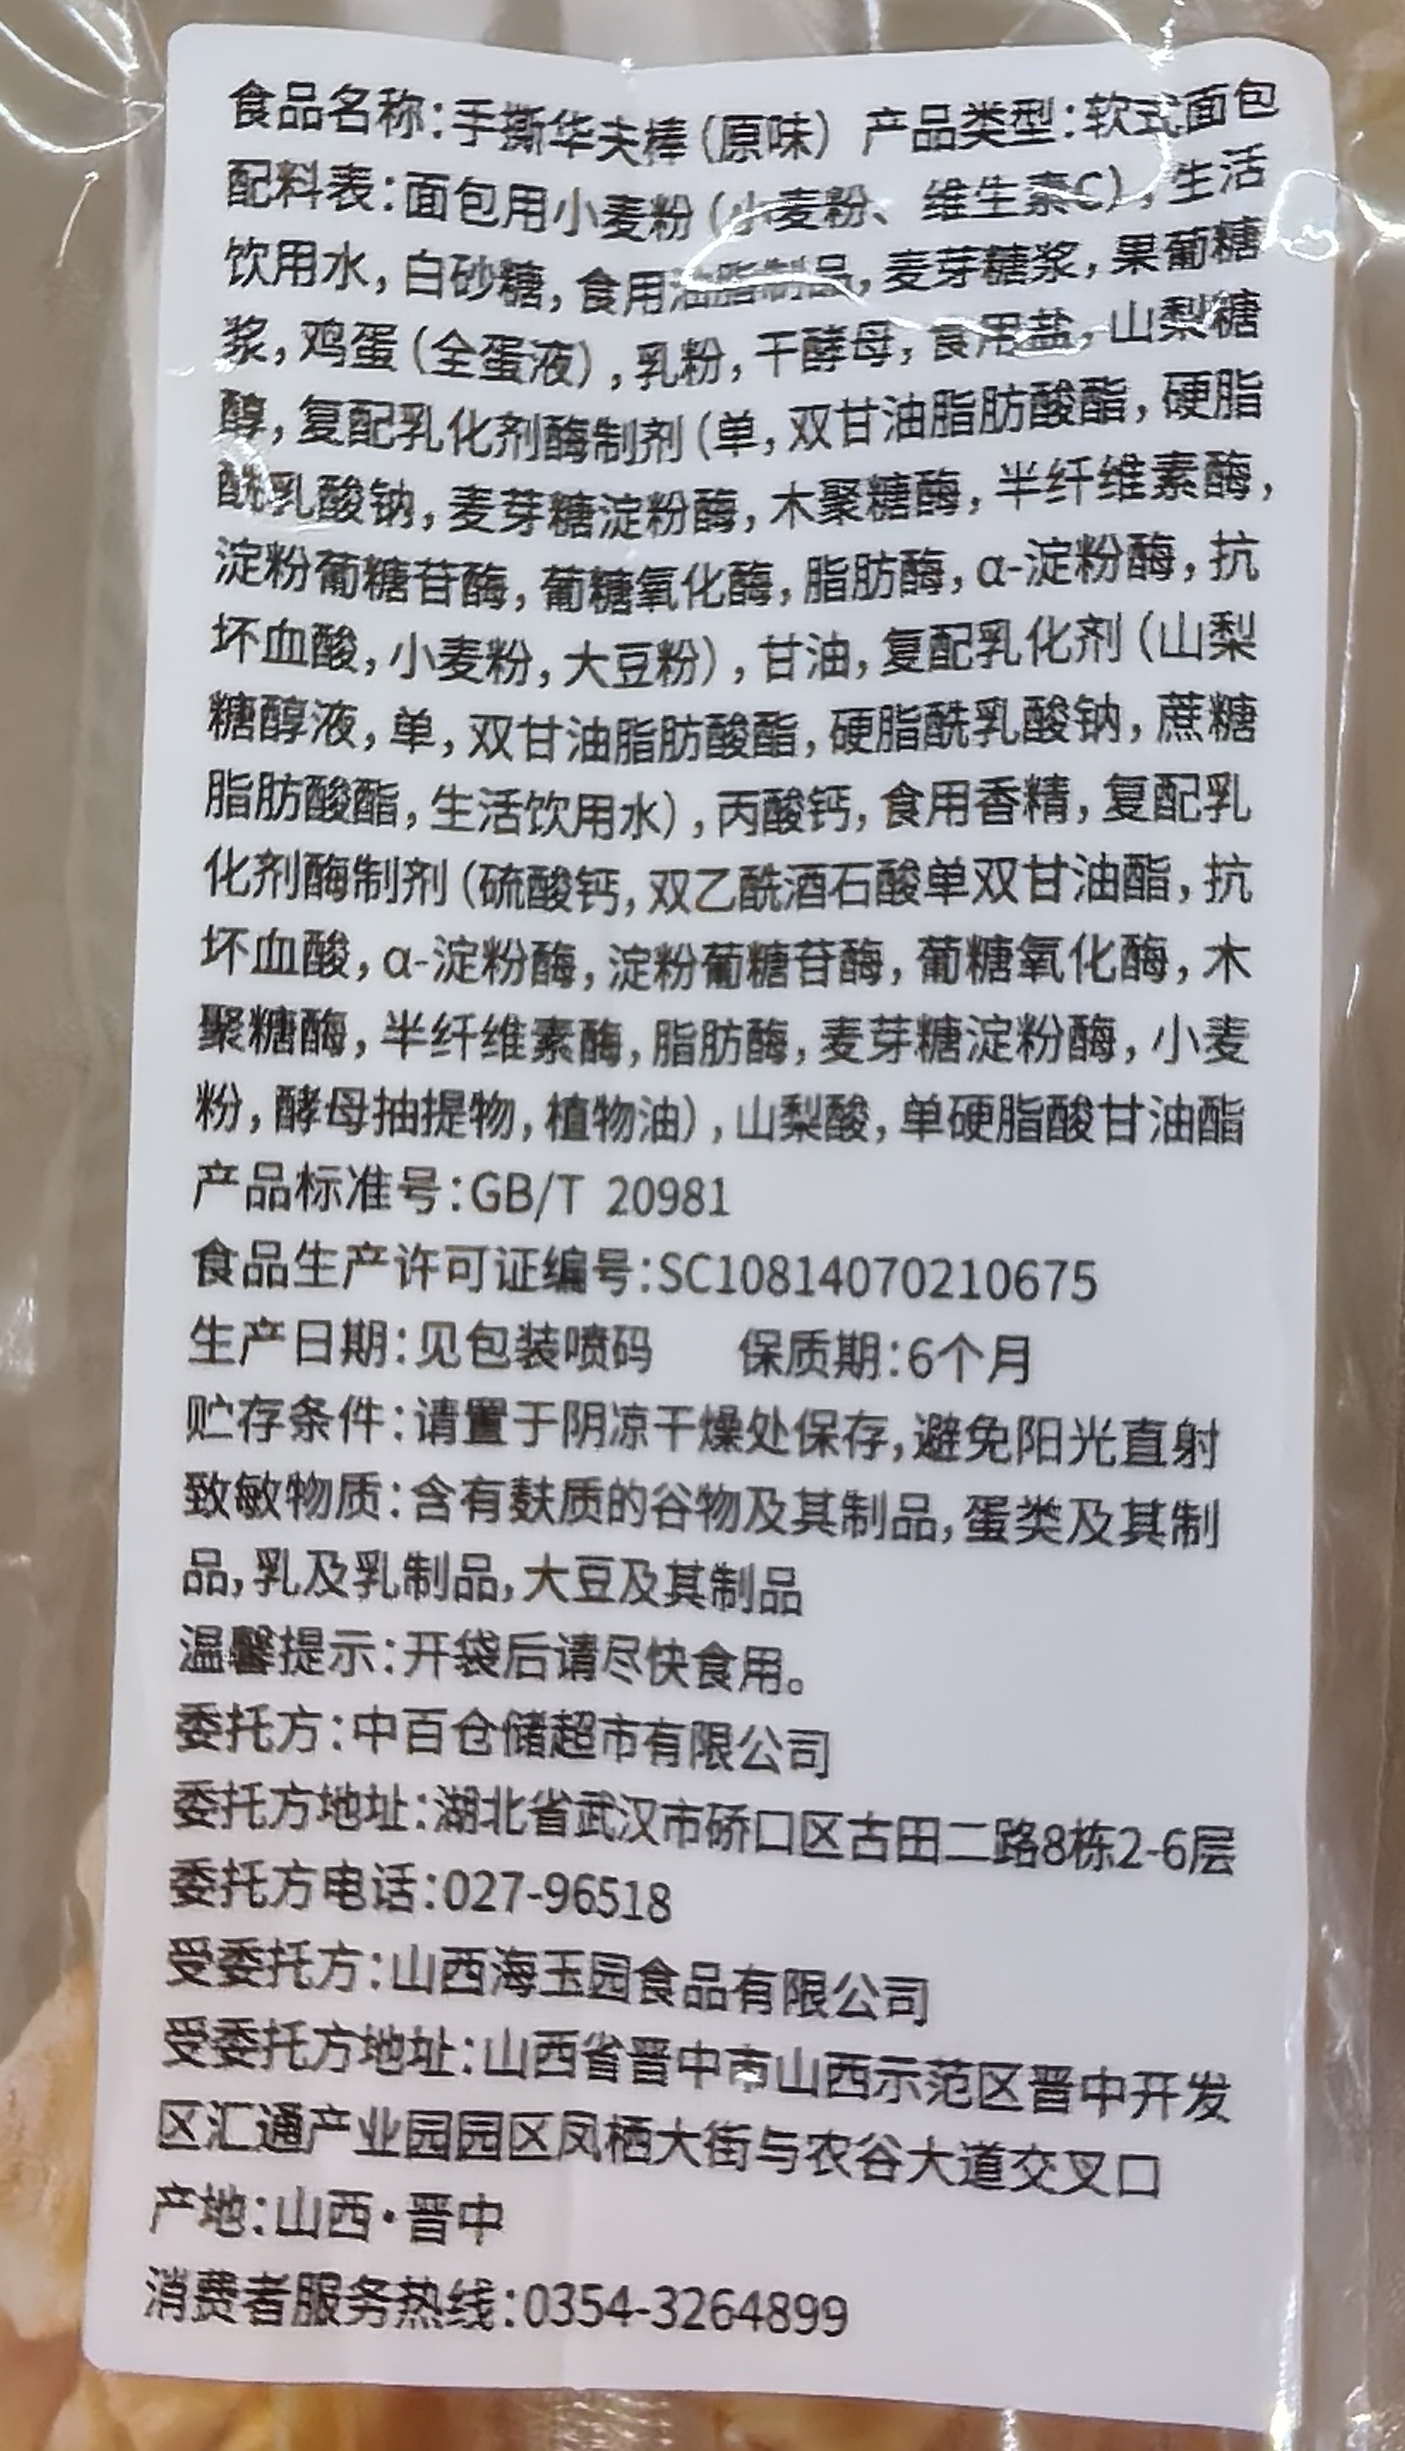 食品名称:手撕华夫棒(原味) 产品类型:软式面包
配料表:面包用小麦粉(小麦粉、维生素C),生活
饮用水,白砂糖,食用油脂制品,麦芽糖浆,果葡糖
浆,鸡蛋(全蛋液),乳粉,干酵母,食用盐,山梨糖
醇,复配乳化剂酶制剂(单,双甘油脂肪酸酯,硬脂
酰乳酸钠,麦芽糖淀粉酶,木聚糖酶,半纤维素酶,
淀粉葡糖苷酶,葡糖氧化酶,脂肪酶,α-淀粉酶,抗
坏血酸,小麦粉,大豆粉),甘油,复配乳化剂(山梨
糖醇液,单,双甘油脂肪酸酯,硬脂酰乳酸钠,蔗糖
脂肪酸酯,生活饮用水),丙酸钙,食用香精,复配乳
化剂酶制剂(硫酸钙,双乙酰酒石酸单双甘油酯,抗
坏血酸,α-淀粉酶,淀粉葡糖苷酶,葡糖氧化酶,木
聚糖酶,半纤维素酶,脂肪酶,麦芽糖淀粉酶,小麦
粉,酵母抽提物,植物油),山梨酸,单硬脂酸甘油酯
产品标准号:GB/T 20981
食品生产许可证编号:SC10814070210675
生产日期:见包装喷码 保质期:6个月
贮存条件:请置于阴凉干燥处保存,避免阳光直射
致敏物质:含有麸质的谷物及其制品,蛋类及其制
品,乳及乳制品,大豆及其制品
温馨提示:开袋后请尽快食用。
委托方:中百仓储超市有限公司
委托方地址:湖北省武汉市硚口区古田二路8栋2-6层
委托方电话:027-96518
受委托方:山西海玉园食品有限公司
受委托方地址:山西省晋中市山西示范区晋中开发
区汇通产业园园区凤栖大街与农谷大道交叉口
产地:山西·晋中
消费者服务热线:0354-3264899